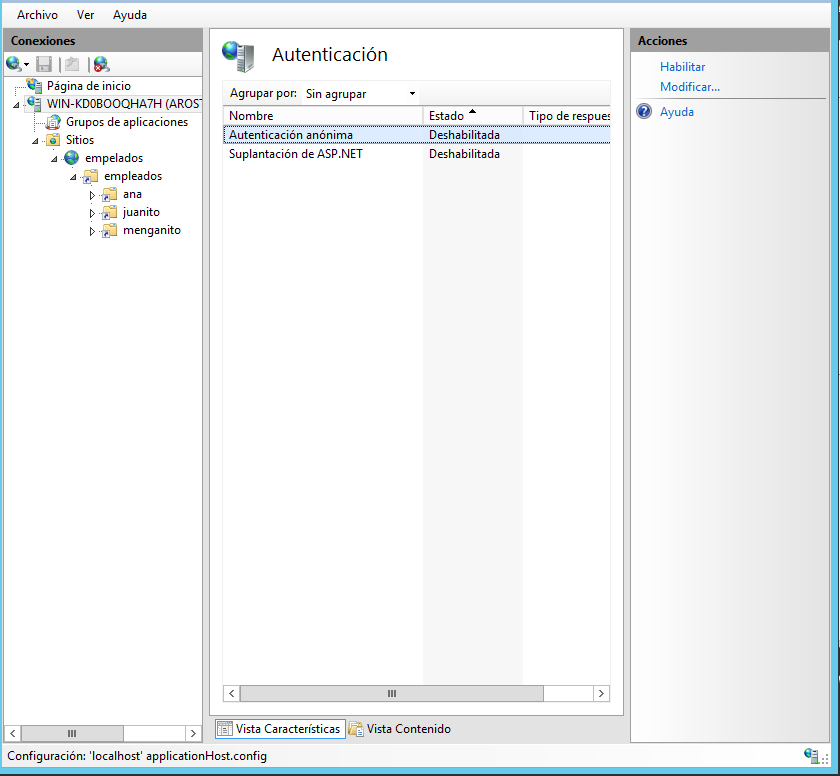 Archivo Ver Ayuda
Conexiones
Página de inicio
WIN-KD0BOOQHA7H (AROST
Grupos de aplicaciones
Sitios
empelados
empleados
ana
juanito
menganito
Autenticación
Agrupar por: Sin agrupar
Nombre Estado Tipo de respues
Autenticación anónima Deshabilitada
Suplantación de ASP.NET Deshabilitada
Vista Características Vista Contenido
Acciones
Habilitar
Modificar...
Ayuda
Configuración: 'localhost' applicationHost.config